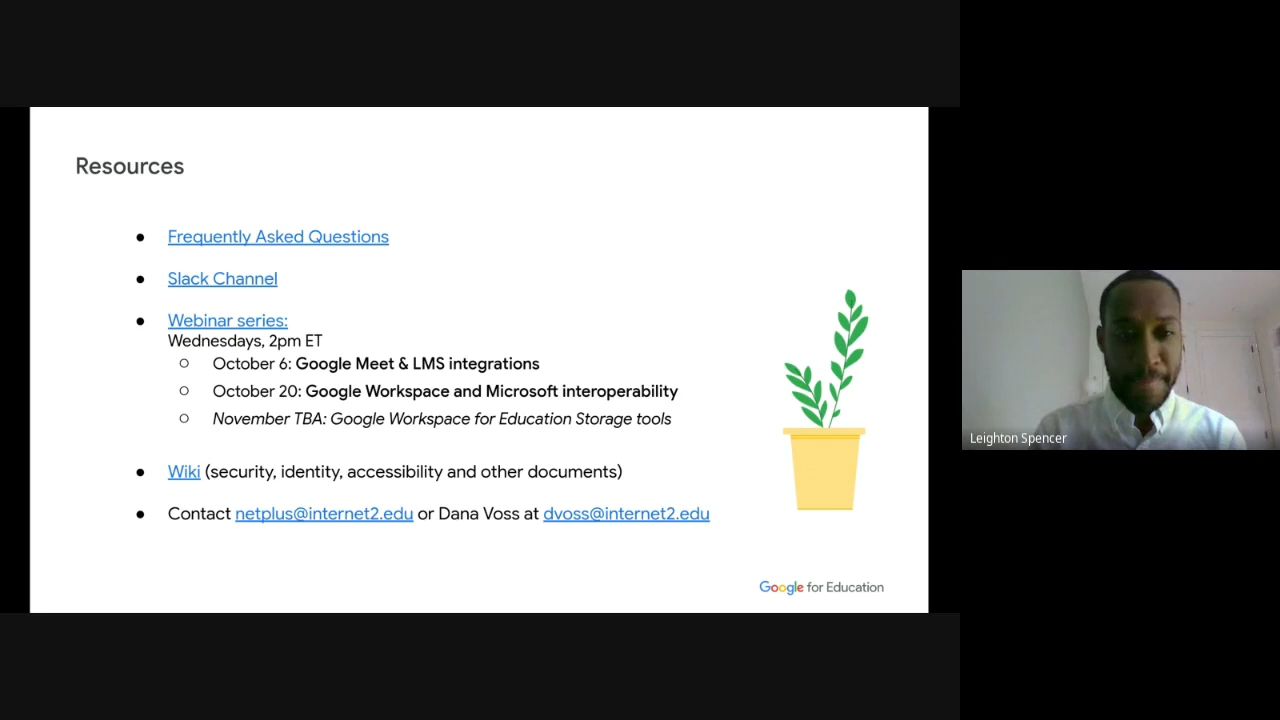 Resources
Frequently Asked Questions
Slack Channel
Webinar series:
Wednesdays, 2pm ET
October 6: Google Meet & LMS integrations
October 20: Google Workspace and Microsoft interoperability
November TBA: Google Workspace for Education Storage tools
Wiki (security, identity, accessibility and other documents)
Contact netplus@internet2.edu or Dana Voss at dvoss@internet2.edu
Google for Education
Leighton Spencer